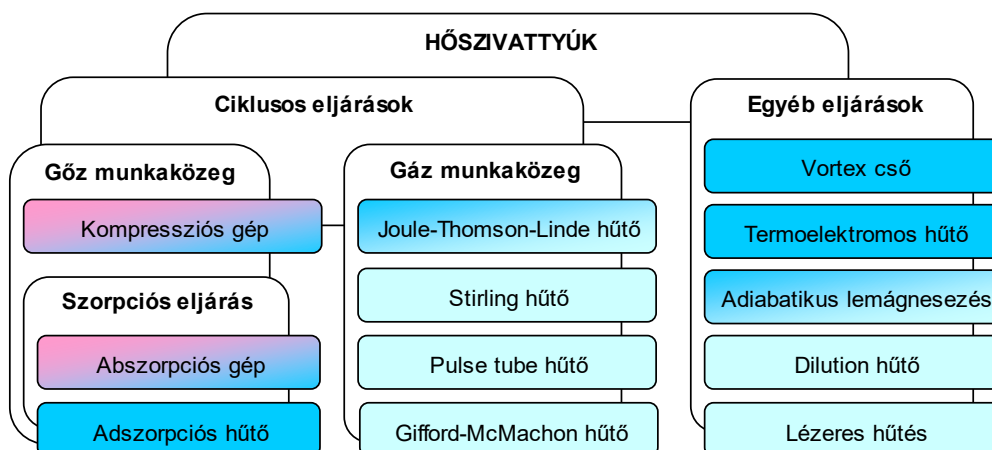 HŐSZIVATTYÚK
Ciklusos eljárások
Gőz munkaközeg
Kompressziós gép
Szorpciós eljárás
Abszorpciós gép
Adszorpciós hűtő
Gáz munkaközeg
Joule-Thomson-Linde hűtő
Stirling hűtő
Pulse tube hűtő
Gifford-McMachon hűtő
Egyéb eljárások
Vortex cső
Termoelektromos hűtő
Adiabatikus lemágnesezés
Dilution hűtő
Lézeres hűtés